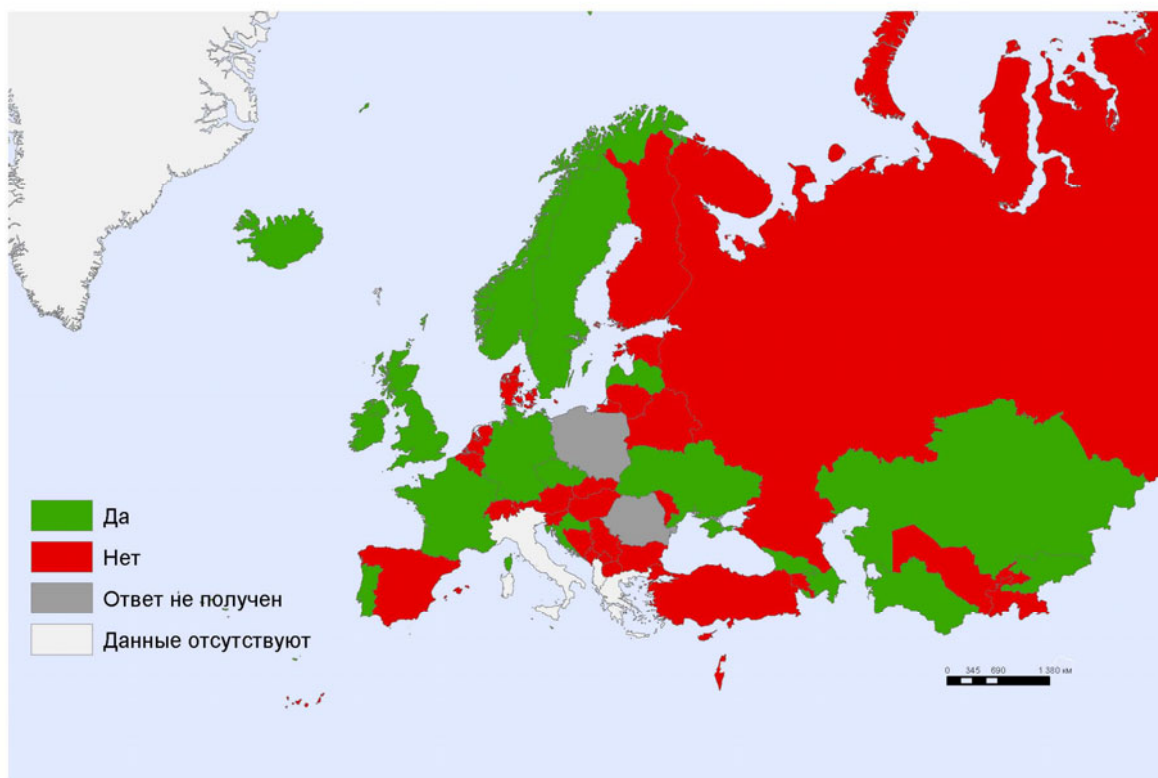 Да
Нет
Ответ не получен
Данные отсутствуют
0 345 690 1 380 км